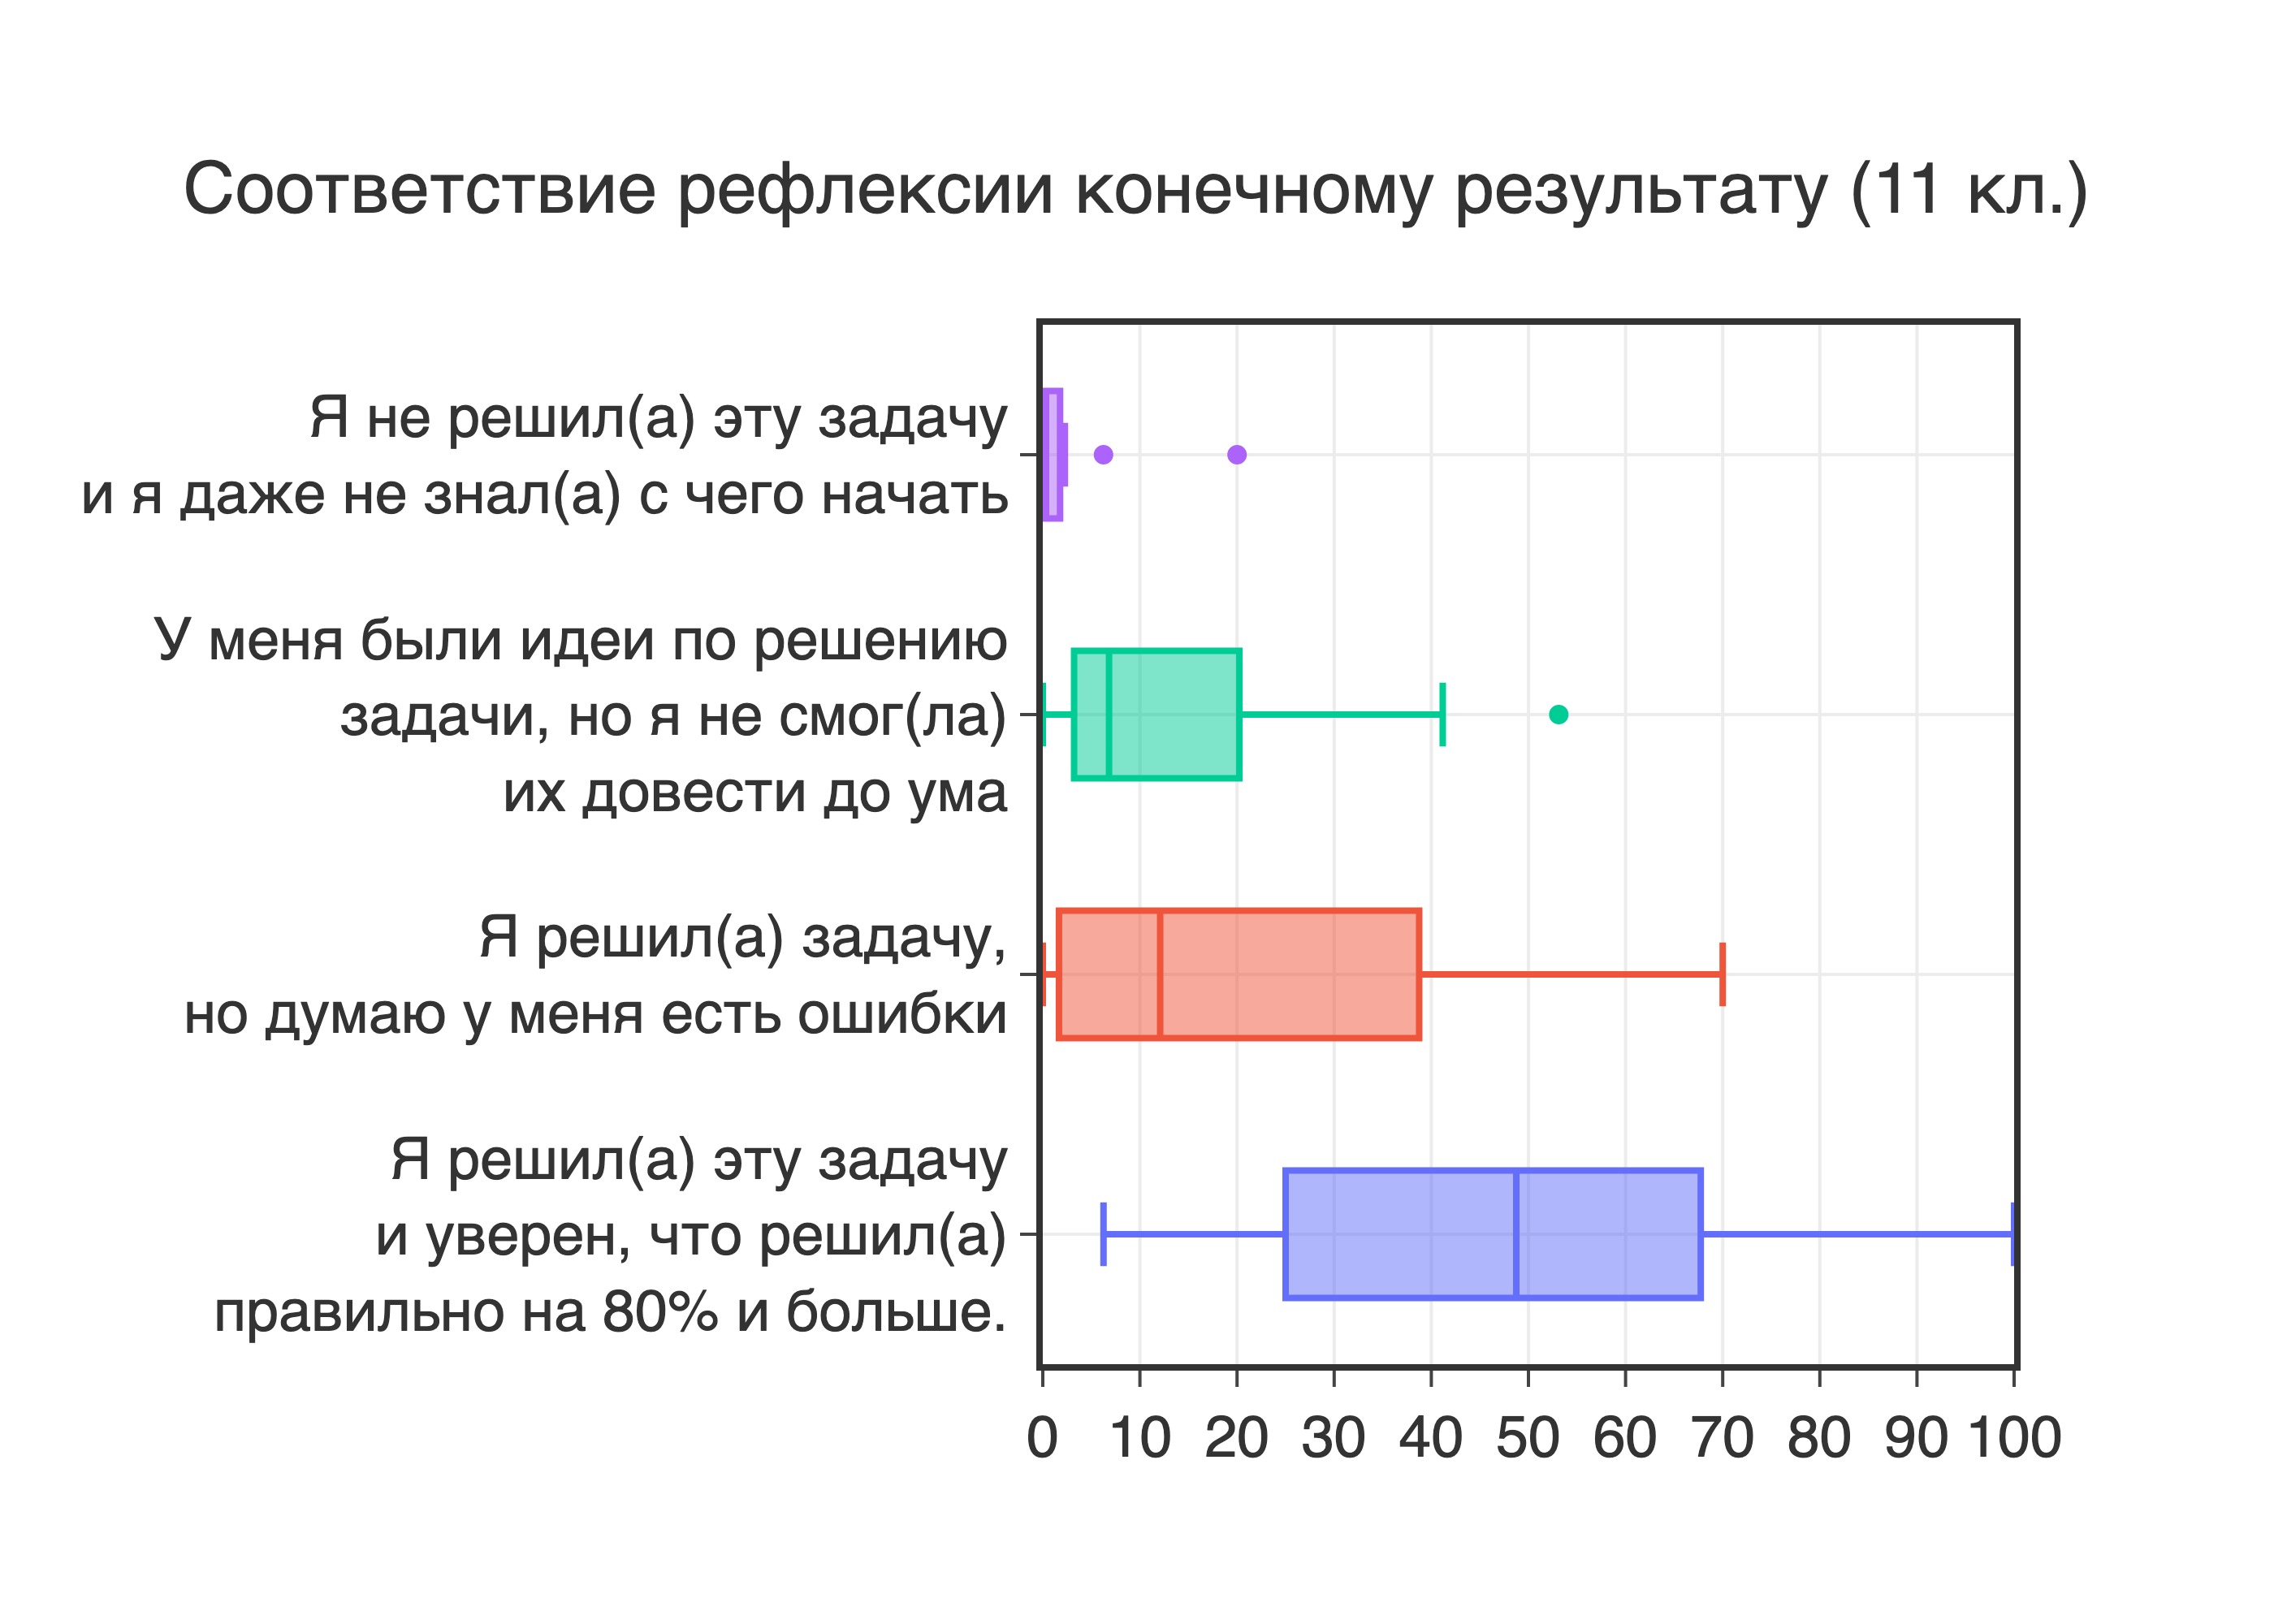 Соответствие рефлексии конечному результату (11 кл.)
Я не решил(а) эту задачу
и я даже не знал(а) с чего начать
У меня были идеи по решению
задачи, но я не смог(ла)
их довести до ума
Я решил(а) задачу,
но думаю у меня есть ошибки
Я решил(а) эту задачу
и уверен, что решил(а)
правильно на 80% и больше.
0 10 20 30 40 50 60 70 80 90 100